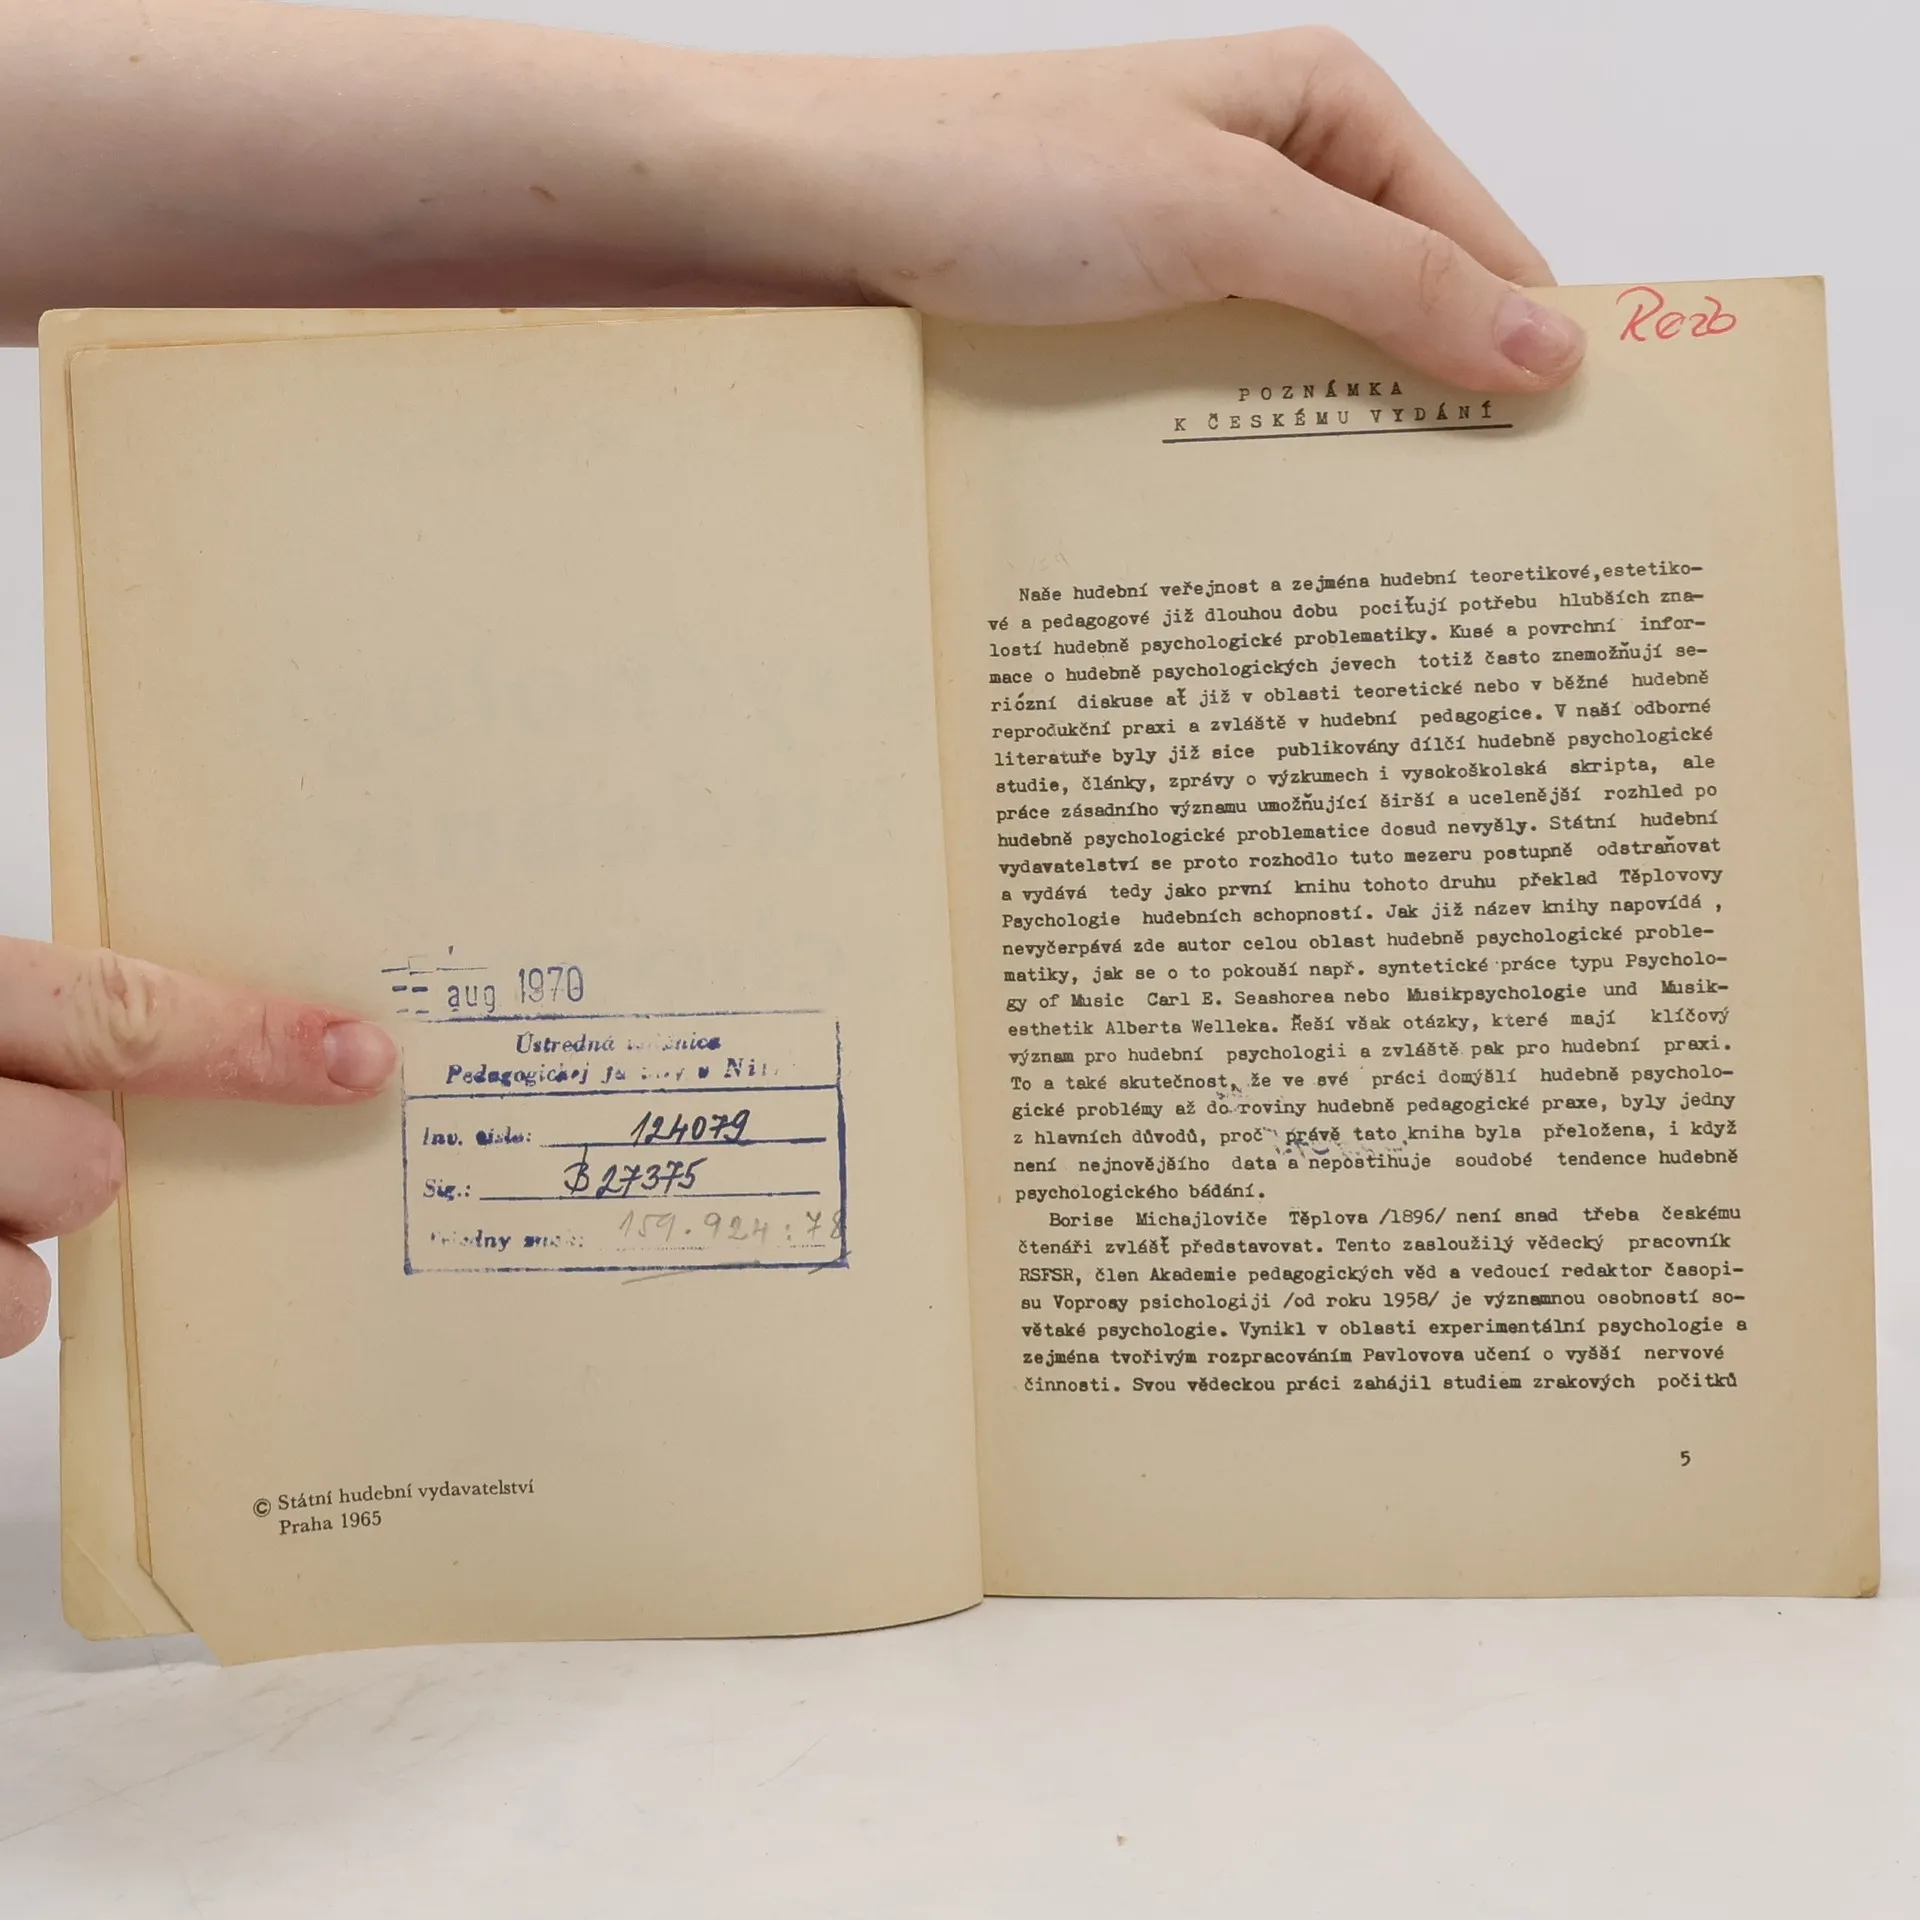 aug 1970
Ústredná
Pedagogickej
Inv. číslo: 124079
Sig.: B 27375
159.924:78
© Státní hudební vydavatelství
Praha 1965
POZNÁMKA
K ČESKÉMU VYDÁNÍ
Naše hudební veřejnost a zejména hudební teoretikové,estetiko-
vé a pedagogové již dlouhou dobu pociťují potřebu hlubších zna-
lostí hudebně psychologické problematiky. Kusé a povrchní infor-
mace o hudebně psychologických jevech totiž často znemožňují se-
riózní diskuse ať již v oblasti teoretické nebo v běžné hudebně
reprodukční praxi a zvláště v hudební pedagogice. V naší odborné
literatuře byly již sice publikovány dílčí hudebně psychologické
studie, články, zprávy o výzkumech i vysokoškolská skripta, ale
práce zásadního významu umožňující širší a ucelenější rozhled po
hudebně psychologické problematice dosud nevyšly. Státní hudební
vydavatelství se proto rozhodlo tuto mezeru postupně odstraňovat
a vydává tedy jako první knihu tohoto druhu překlad Těplovovy
Psychologie hudebních schopností. Jak již název knihy napovídá ,
nevyčerpává zde autor celou oblast hudebně psychologické proble-
matiky, jak se o to pokouší např. syntetické práce typu Psycholo-
gy of Music Carl E. Seashorea nebo Musikpsychologie und Musik-
esthetik Alberta Welleka. Řeší však otázky, které mají klíčový
význam pro hudební psychologii a zvláště pak pro hudební praxi.
To a také skutečnost, že ve své práci domýšlí hudebně psycholo-
gické problémy až do roviny hudebně pedagogické praxe, byly jedny
z hlavních důvodů, proč právě tato kniha byla přeložena, i když
není nejnovějšího data a nepostihuje soudobé tendence hudebně
psychologického bádání.
Borise Michajloviče Těplova /1896/ není snad třeba českému
čtenáři zvlášť představovat. Tento zasloužilý vědecký pracovník
RSFSR, člen Akademie pedagogických věd a vedoucí redaktor časopi-
su Voprosy psichologiji /od roku 1958/ je významnou osobností so-
větské psychologie. Vynikl v oblasti experimentální psychologie a
zejména tvořivým rozpracováním Pavlovova učení o vyšší nervové
činnosti. Svou vědeckou práci zahájil studiem zrakových počitků
5